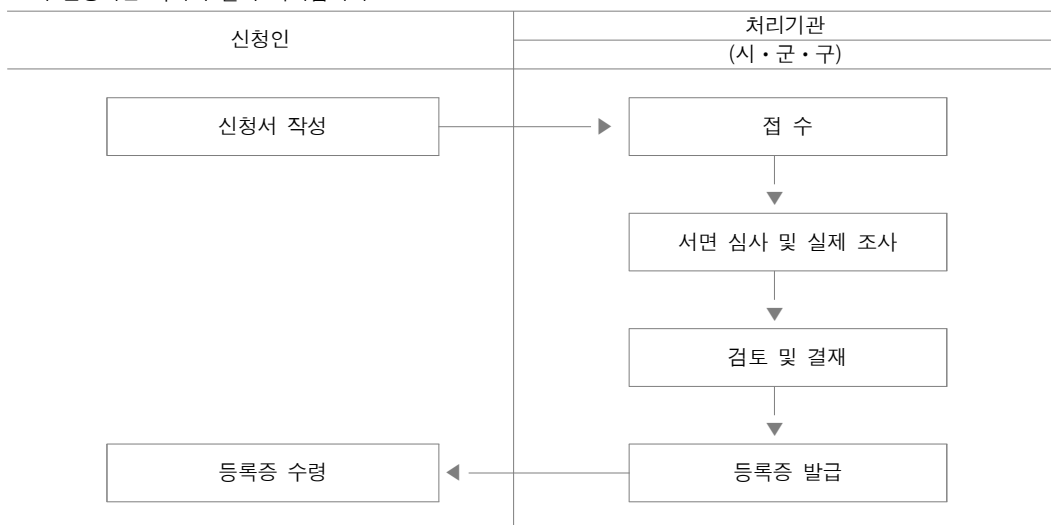 신청인
처리기관
(시・군・구)
신청서 작성
접 수
서면 심사 및 실제 조사
검토 및 결재
등록증 수령
등록증 발급